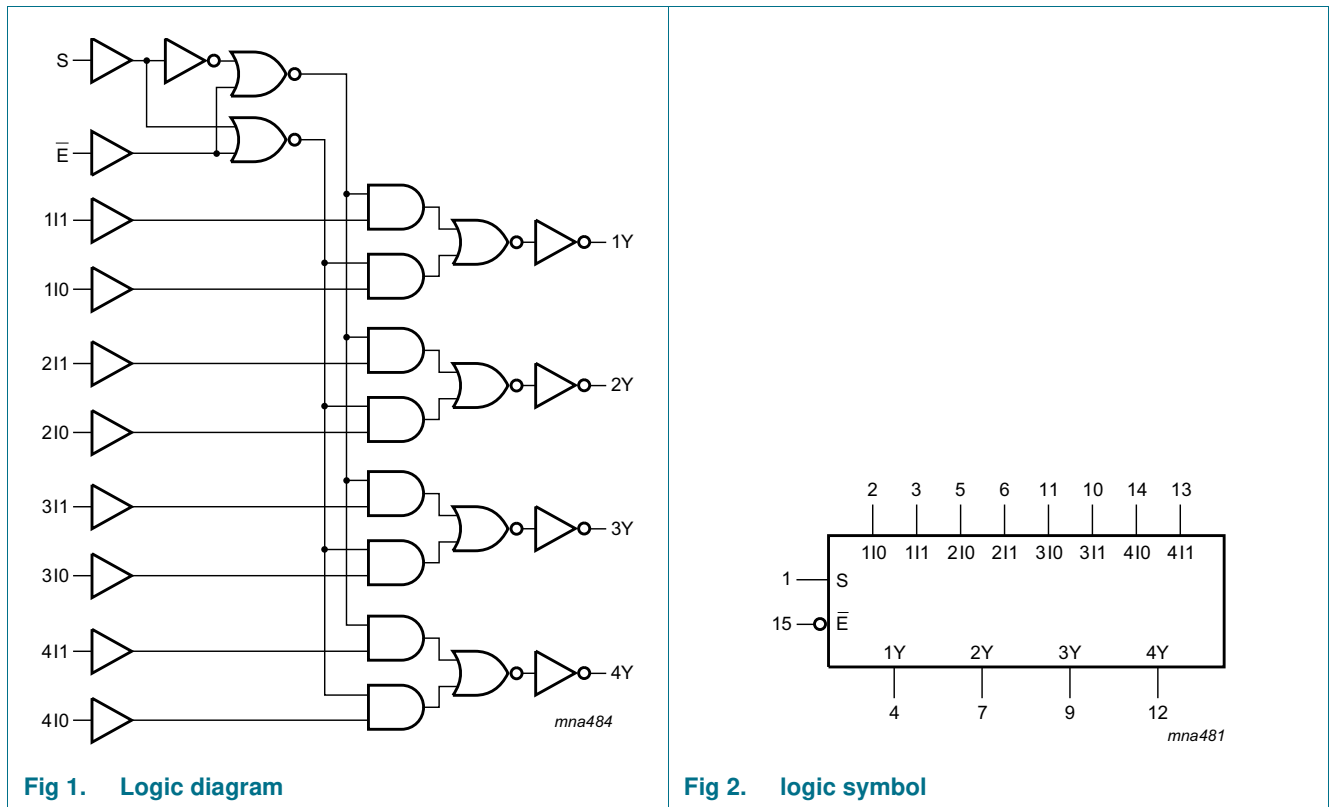 S
E̅
1I1
1I0
1Y
2I1
2I0
2Y
3I1
3I0
3Y
4I1
4I0
4Y
mna484
Fig 1. Logic diagram
2 3 5 6 11 10 14 13
1I0 1I1 2I0 2I1 3I0 3I1 4I0 4I1
1 S
15 E̅
1Y 2Y 3Y 4Y
4 7 9 12
mna481
Fig 2. logic symbol